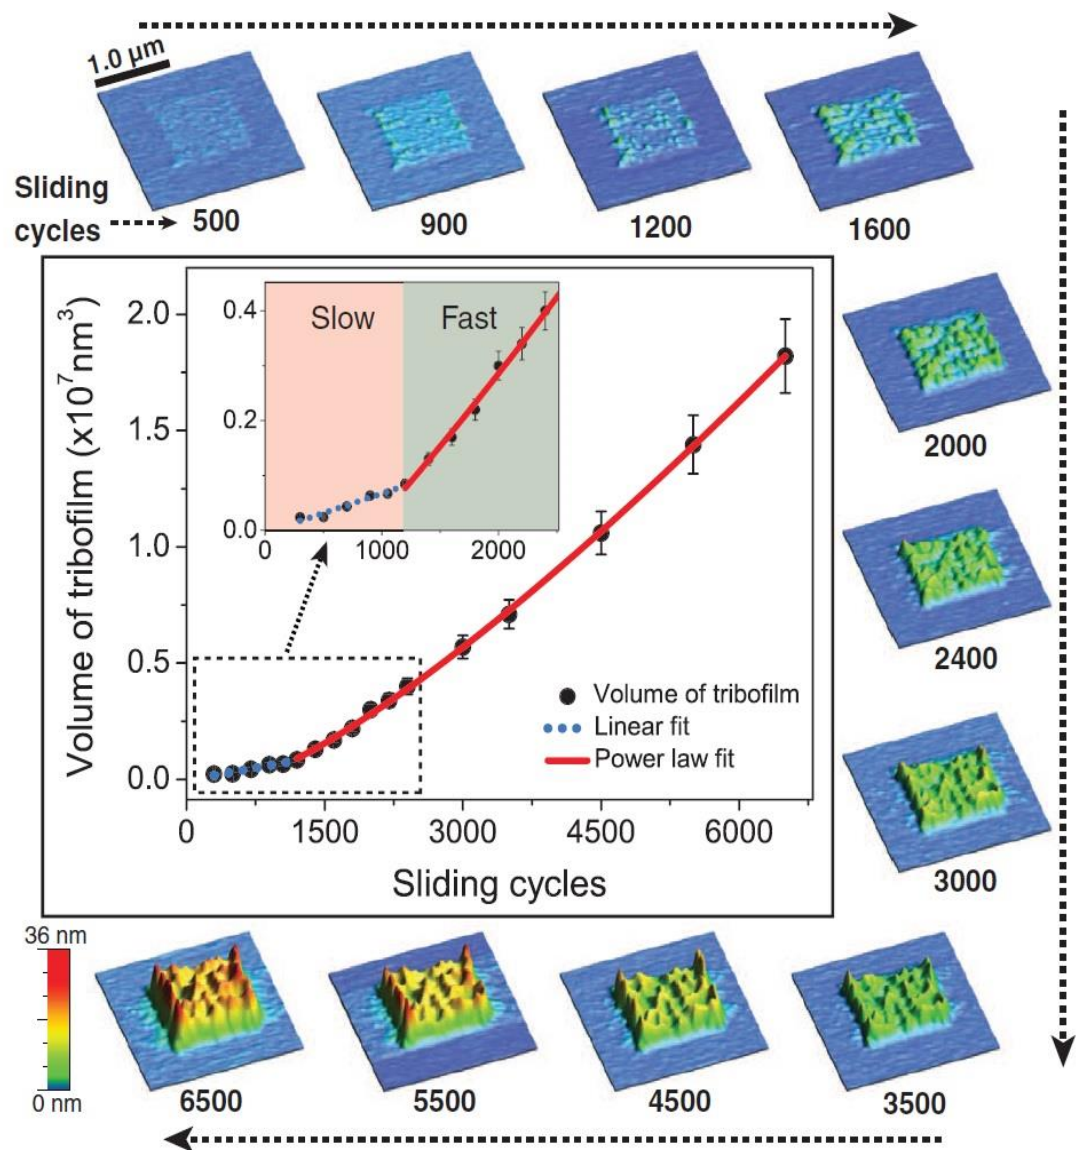 1.0 µm
Sliding
cycles
500
900
1200
1600
2000
2400
3000
3500
4500
5500
6500
36 nm
0 nm
Volume of tribofilm (x10⁷nm³)
2.0
1.5
1.0
0.5
0.0
0
1500
3000
4500
6000
Sliding cycles
Slow
Fast
0.4
0.2
0.0
0
1000
2000
Volume of tribofilm
Linear fit
Power law fit